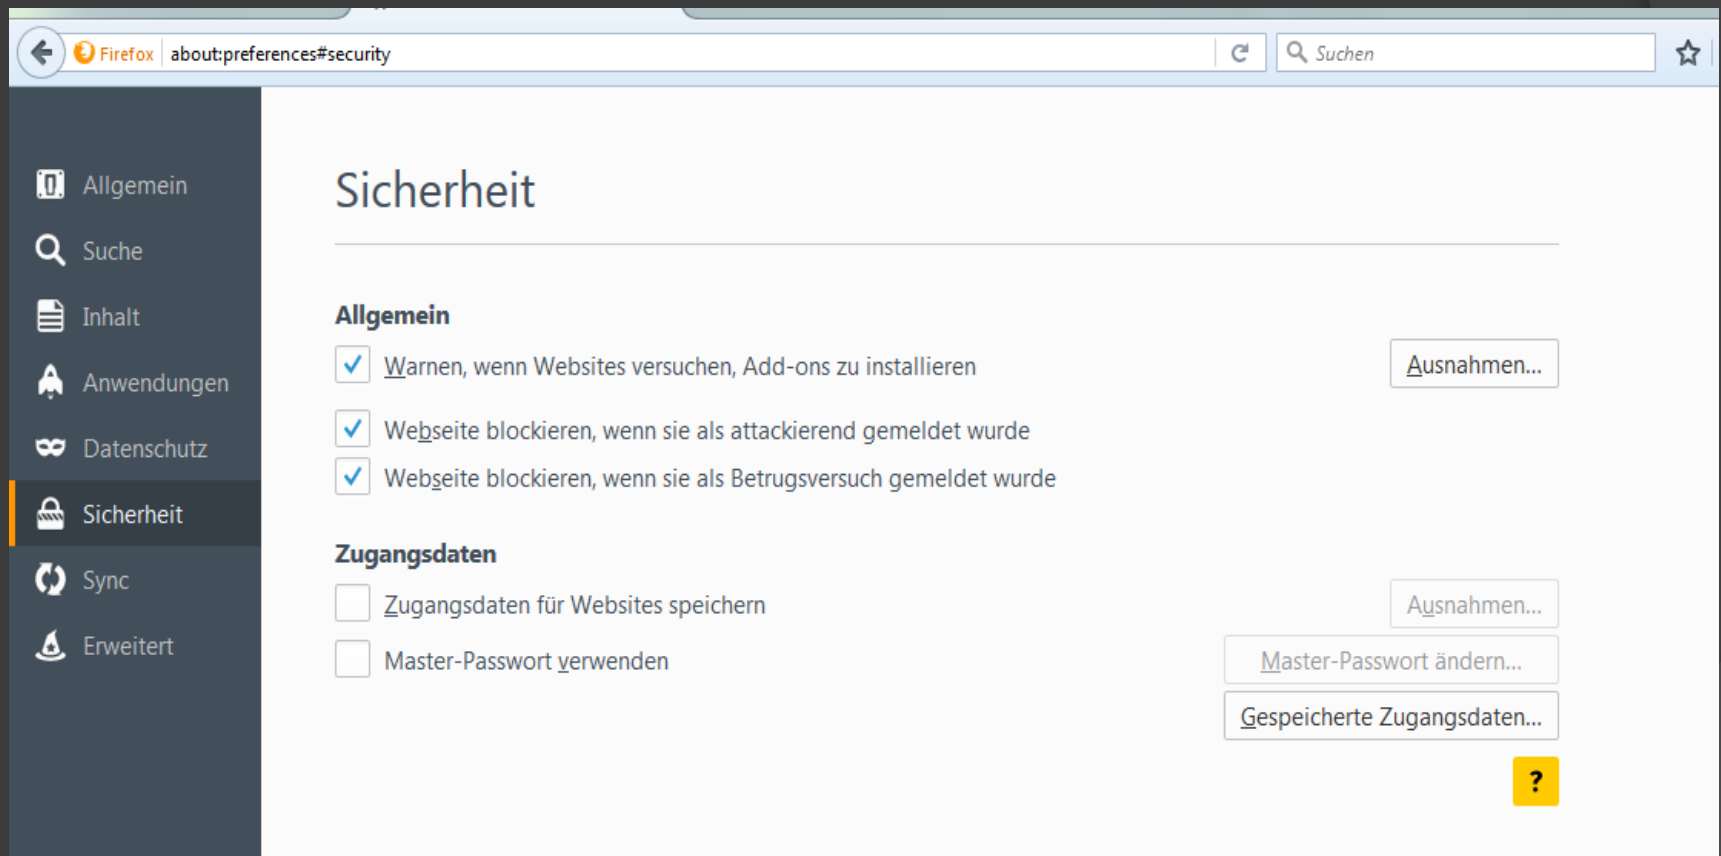 Firefox about:preferences#security Suchen
Allgemein
Suche
Inhalt
Anwendungen
Datenschutz
Sicherheit
Sync
Erweitert
Sicherheit
Allgemein
Warnen, wenn Websites versuchen, Add-ons zu installieren Ausnahmen...
Webseite blockieren, wenn sie als attackierend gemeldet wurde
Webseite blockieren, wenn sie als Betrugsversuch gemeldet wurde
Zugangsdaten
Zugangsdaten für Websites speichern Ausnahmen...
Master-Passwort verwenden Master-Passwort ändern...
Gespeicherte Zugangsdaten...
?